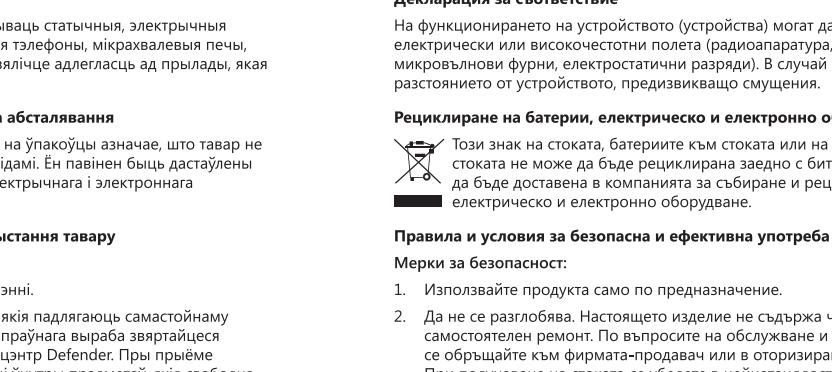 ываць статычныя, электрычныя
я тэлефоны, мікрахвалевыя печы,
вялічце адлегласць ад прылады, якая
а абсталявання
на ўпакоўцы азначае, што тавар не
ідамі. Ён павінен быць дастаўлены
ектрычнага і электроннага
ыстання тавару
энні.
якія падлягаюць самастойнаму
праўнага выраба звяртайцеся
цэнтр Defender. Пры прыёме
Декларация за съответствие
На функционирането на устройството (устройства) могат да
електрически или високочестотни полета (радиоапаратура,
микровълнови фурни, електростатични разряди). В случай
разстоянието от устройството, предизвикващо смущения.
Рециклиране на батерии, електрическо и електронно о
Този знак на стоката, батериите към стоката или на
стоката не може да бъде рециклирана заедно с бит
да бъде доставена в компанията за събиране и рец
електрическо и електронно оборудване.
Правила и условия за безопасна и ефективна употреба
Мерки за безопасност:
1. Използвайте продукта само по предназначение.
2. Да не се разглобява. Настоящето изделие не съдържа ч
самостоятелен ремонт. По въпросите на обслужване и
се обръщайте към фирмата-продавач или в оторизиран